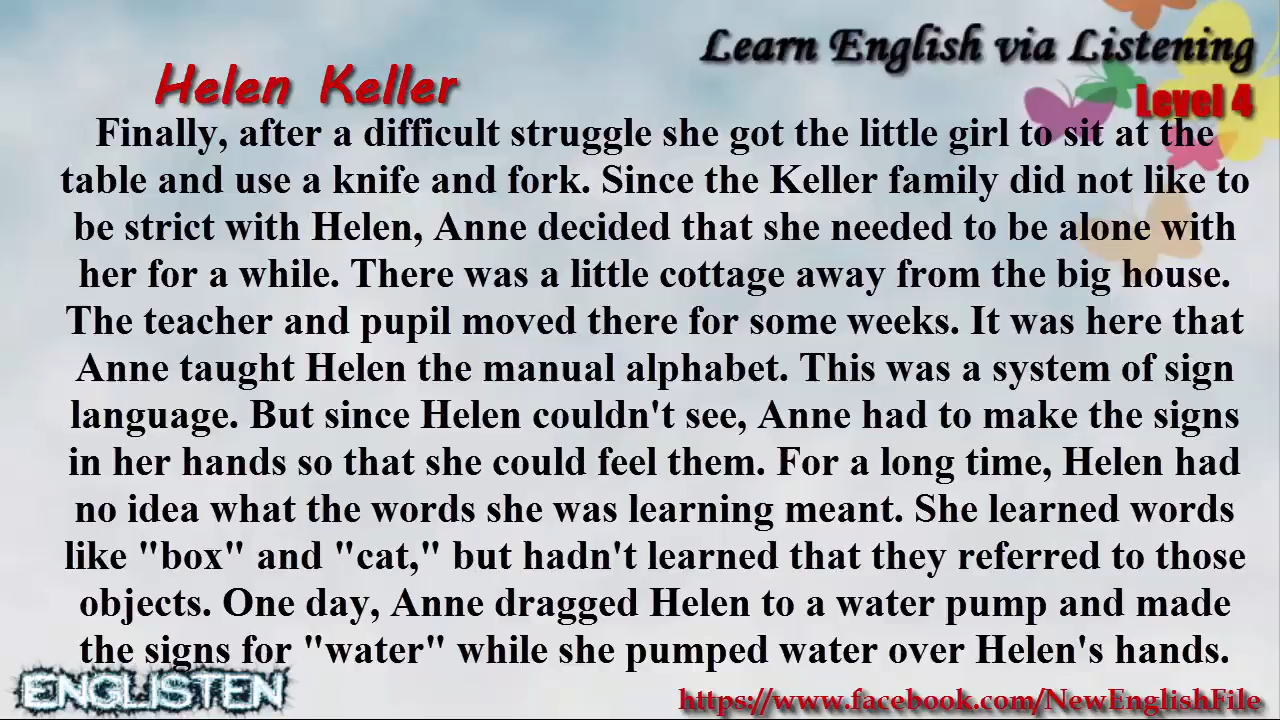 Learn English via Listening
Helen Keller
Level 4
Finally, after a difficult struggle she got the little girl to sit at the
table and use a knife and fork. Since the Keller family did not like to
be strict with Helen, Anne decided that she needed to be alone with
her for a while. There was a little cottage away from the big house.
The teacher and pupil moved there for some weeks. It was here that
Anne taught Helen the manual alphabet. This was a system of sign
language. But since Helen couldn't see, Anne had to make the signs
in her hands so that she could feel them. For a long time, Helen had
no idea what the words she was learning meant. She learned words
like "box" and "cat," but hadn't learned that they referred to those
objects. One day, Anne dragged Helen to a water pump and made
the signs for "water" while she pumped water over Helen's hands.
ENGLISTEN
https://www.facebook.com/NewEnglishFile